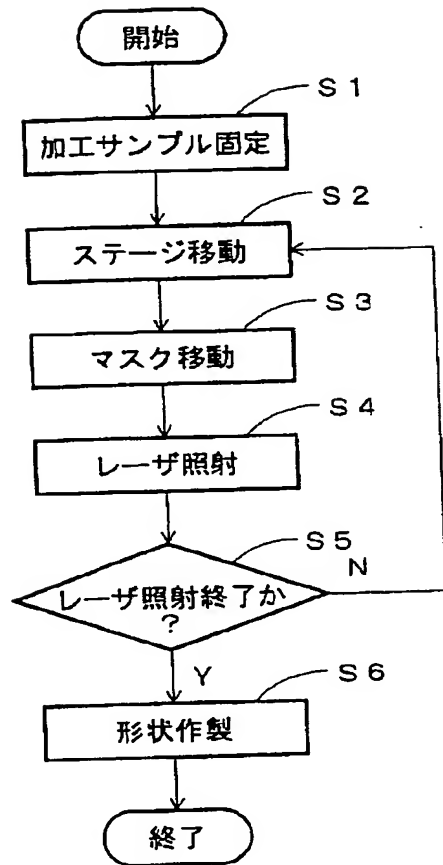 開始
S1
加工サンプル固定
S2
ステージ移動
S3
マスク移動
S4
レーザ照射
S5
レーザ照射終了か
?
N
Y
S6
形状作製
終了